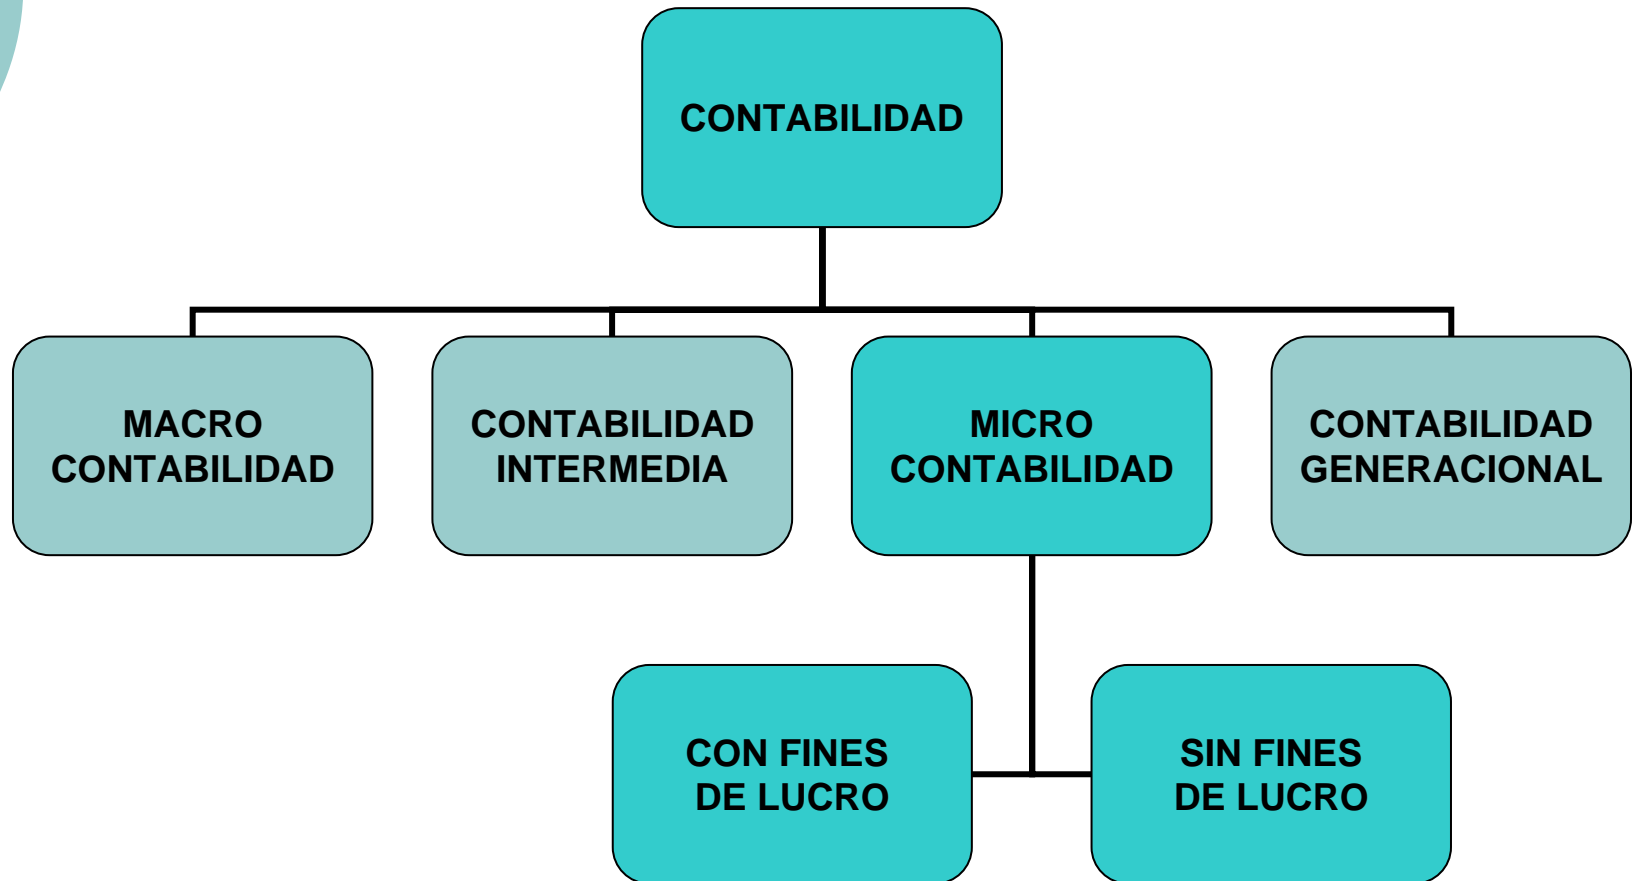 CONTABILIDAD
MACRO
CONTABILIDAD
CONTABILIDAD
INTERMEDIA
MICRO
CONTABILIDAD
CONTABILIDAD
GENERACIONAL
CON FINES
DE LUCRO
SIN FINES
DE LUCRO